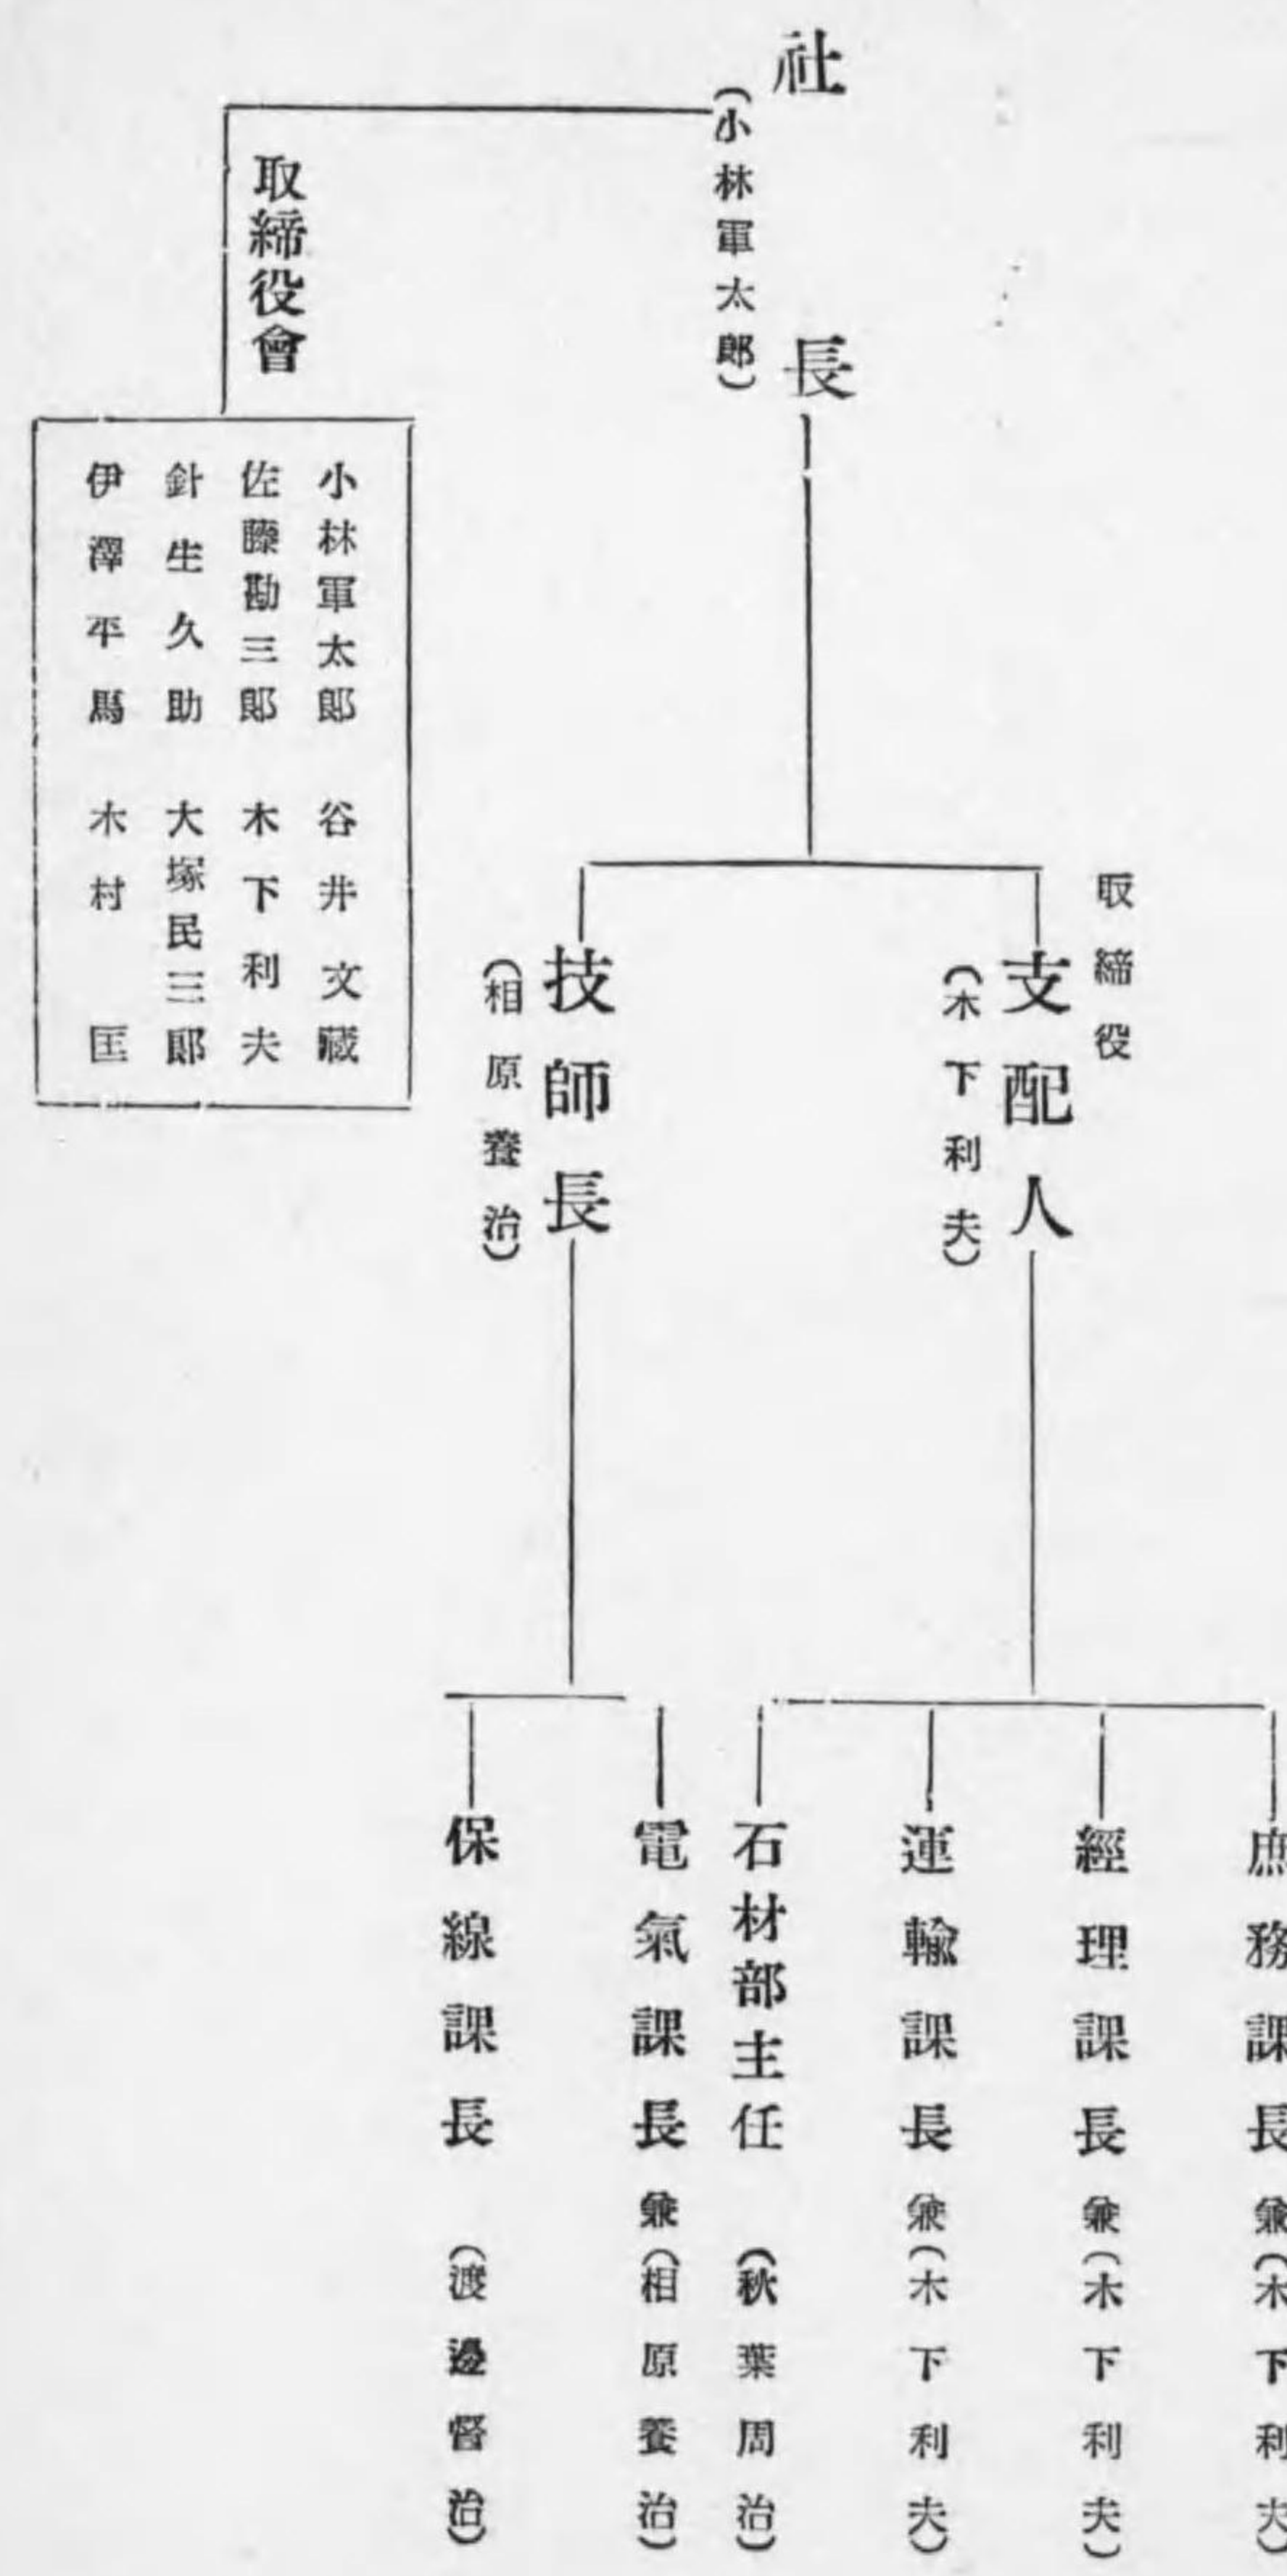 社長
(小林軍太郎)
取締役會
小林軍太郎 谷井文藏
佐藤勘三郎 木下利夫
針生久助 大塚民三郎
伊澤平馬 木村匡
取締役
支配人
(木下利夫)
技師長
(相原養治)
庶務課長兼(木下利夫)
經理課長兼(木下利夫)
運輸課長兼(木下利夫)
石材部主任 (秋葉周治)
電氣課長兼(相原養治)
保線課長 (渡邊督治)